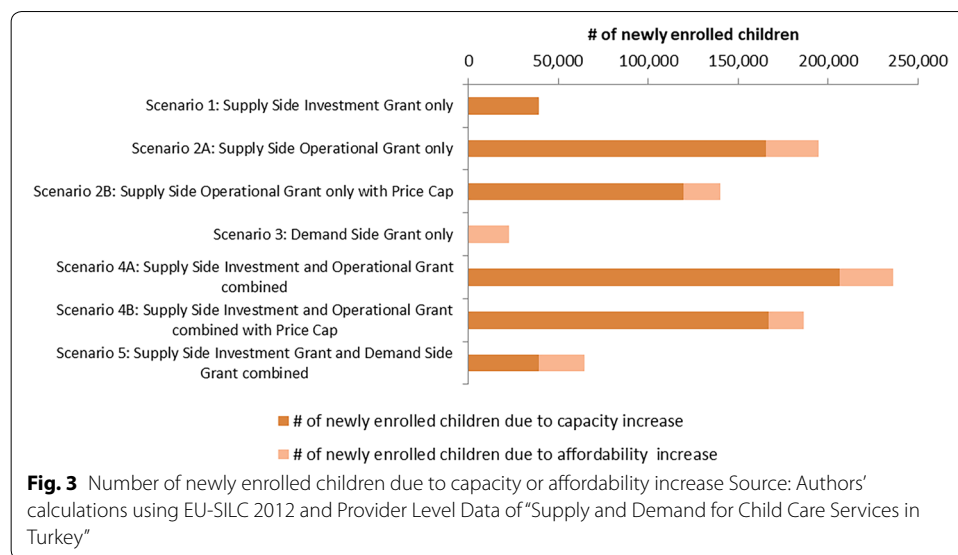 # of newly enrolled children
0 50,000 100,000 150,000 200,000 250,000
Scenario 1: Supply Side Investment Grant only
Scenario 2A: Supply Side Operational Grant only
Scenario 2B: Supply Side Operational Grant only with Price Cap
Scenario 3: Demand Side Grant only
Scenario 4A: Supply Side Investment and Operational Grant
combined
Scenario 4B: Supply Side Investment and Operational Grant
combined with Price Cap
Scenario 5: Supply Side Investment Grant and Demand Side
Grant combined
# of newly enrolled children due to capacity increase
# of newly enrolled children due to affordability increase
Fig. 3 Number of newly enrolled children due to capacity or affordability increase Source: Authors’
calculations using EU-SILC 2012 and Provider Level Data of “Supply and Demand for Child Care Services in
Turkey”